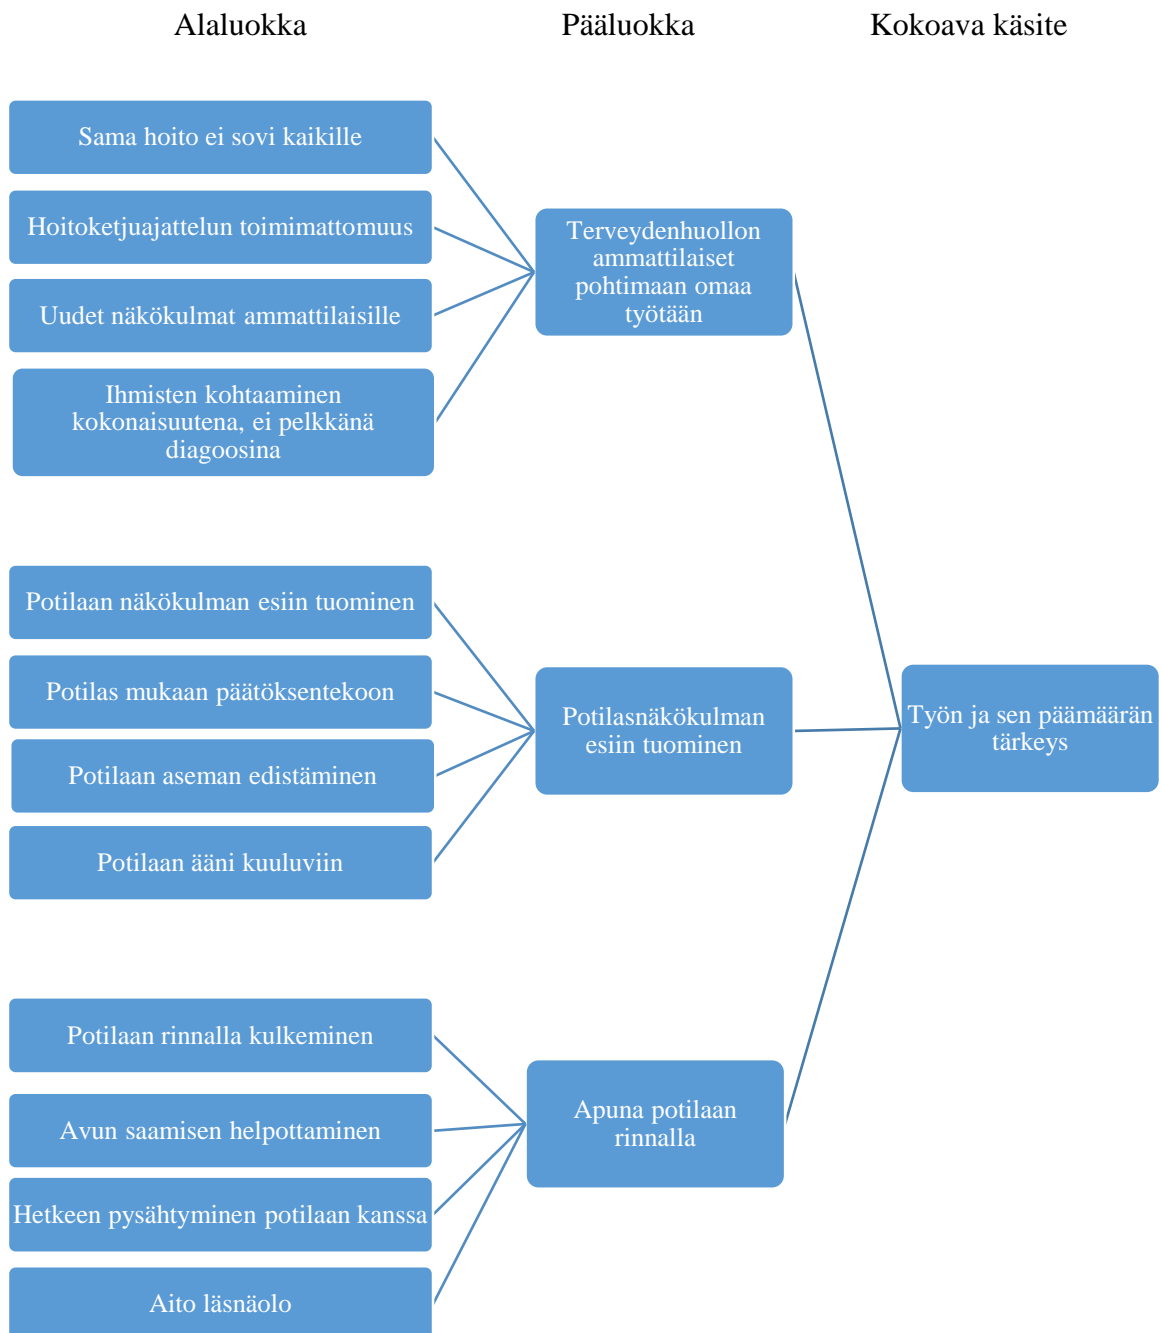 Alaluokka
Pääluokka
Kokoava käsite
Sama hoito ei sovi kaikille
Hoitoketjuajattelun toimimattomuus
Uudet näkökulmat ammattilaisille
Ihmisten kohtaaminen
kokonaisuutena, ei pelkkänä
diagoosina
Terveydenhuollon
ammattilaiset
pohtimaan omaa
työtään
Potilaan näkökulman esiin tuominen
Potilas mukaan päätöksentekoon
Potilaan aseman edistäminen
Potilaan ääni kuuluviin
Potilasnäkökulman
esiin tuominen
Työn ja sen päämäärän
tärkeys
Potilaan rinnalla kulkeminen
Avun saamisen helpottaminen
Hetkeen pysähtyminen potilaan kanssa
Aito läsnäolo
Apuna potilaan
rinnalla